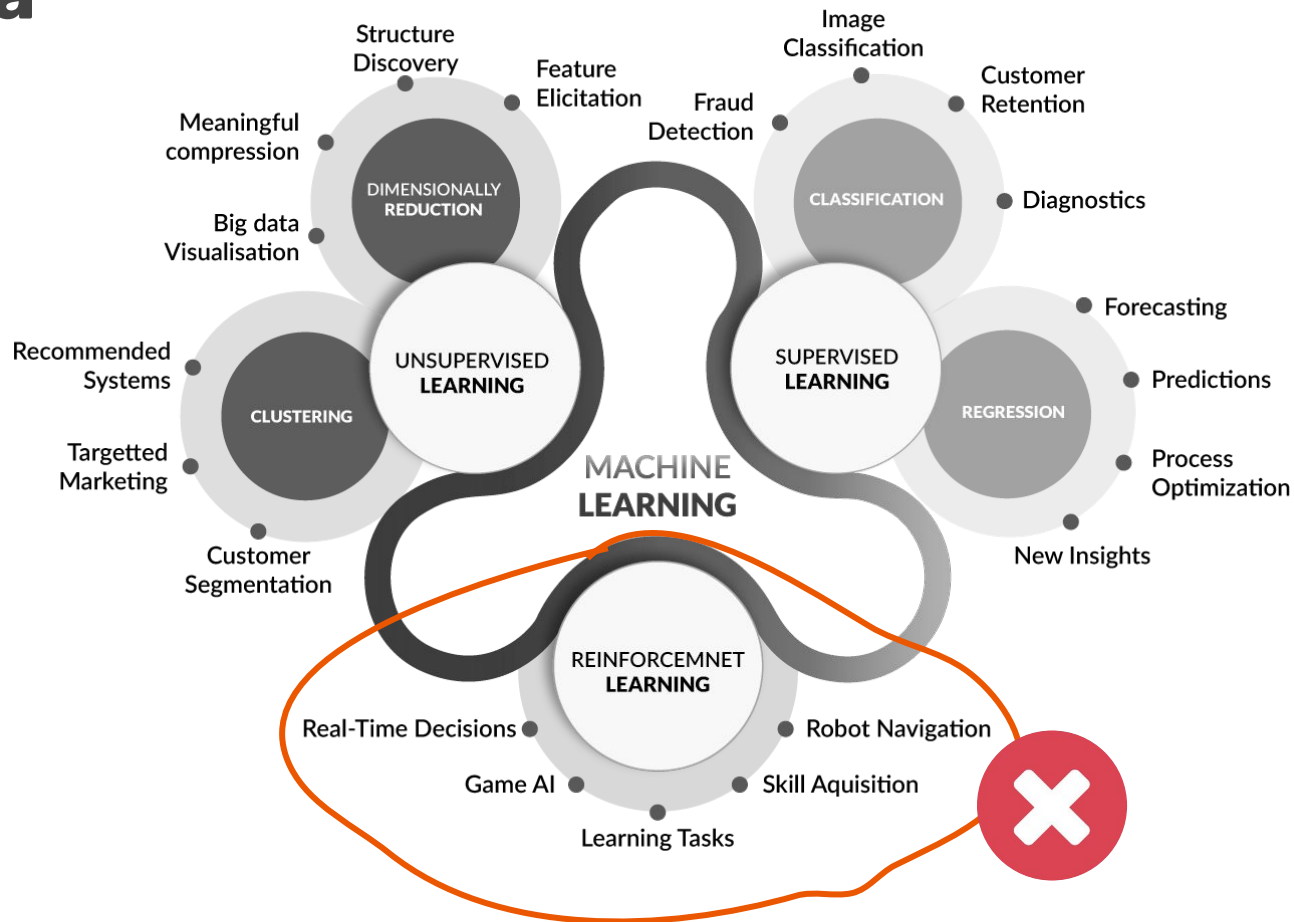 a
Structure
Discovery
Feature
Elicitation
Meaningful
compression
DIMENSIONALLY
REDUCTION
Big data
Visualisation
Image
Classification
Customer
Retention
Fraud
Detection
CLASSIFICATION
Diagnostics
UNSUPERVISED
LEARNING
SUPERVISED
LEARNING
Recommended
Systems
CLUSTERING
Targetted
Marketing
Customer
Segmentation
Forecasting
Predictions
REGRESSION
Process
Optimization
New Insights
MACHINE
LEARNING
REINFORCEMNET
LEARNING
Real-Time Decisions
Robot Navigation
Game AI
Skill Aquisition
Learning Tasks